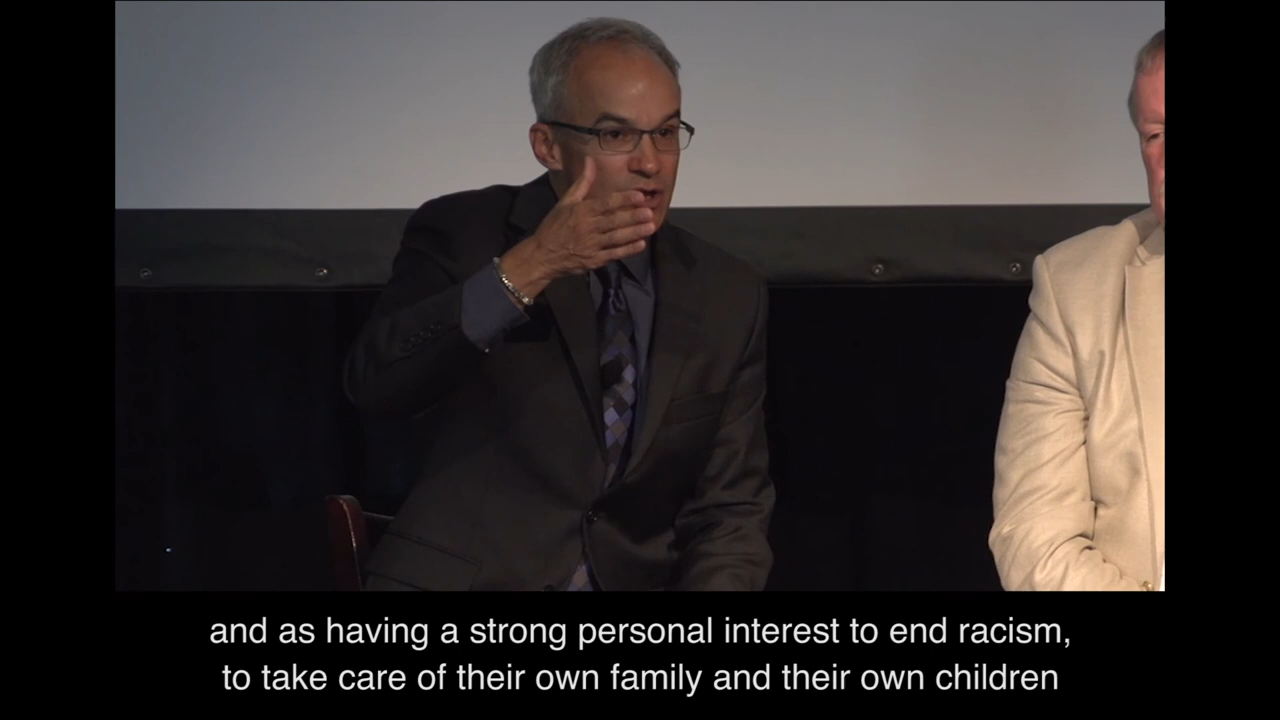 and as having a strong personal interest to end racism,
to take care of their own family and their own children